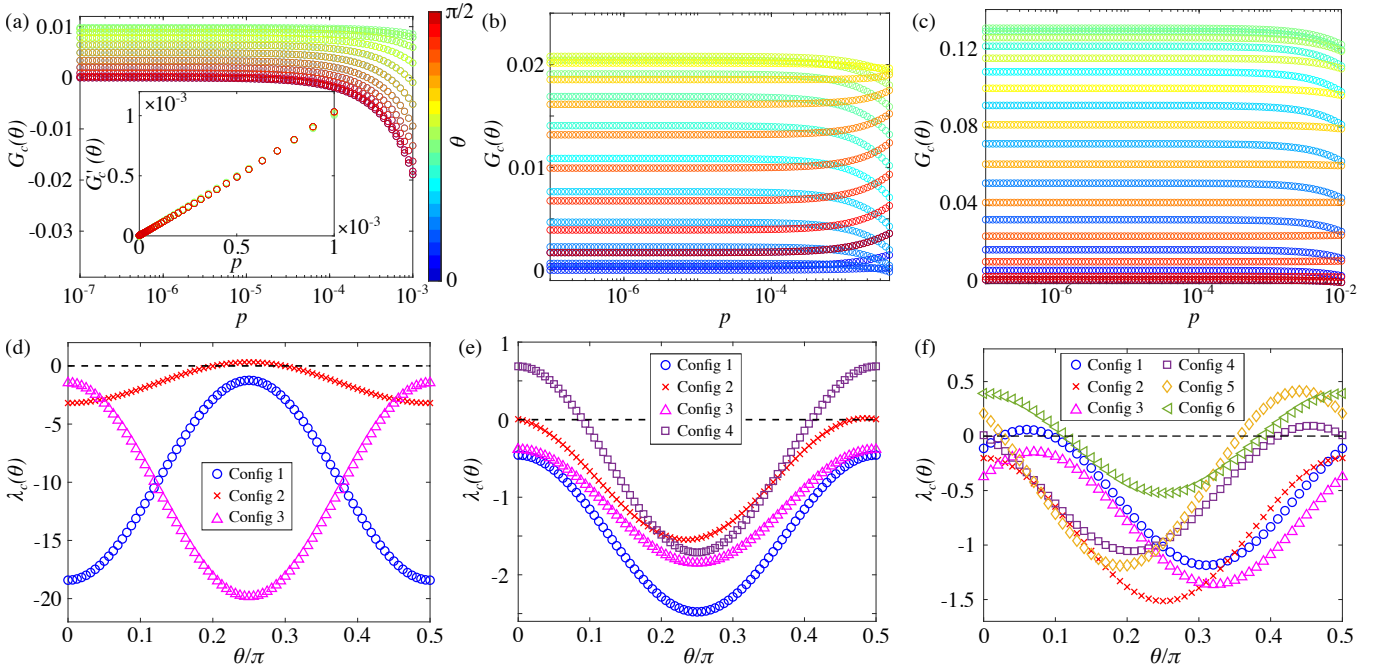 (a)
0.01
0
-0.01
-0.02
-0.03
G_c(θ)
×10^-3
1
0.5
0
G'_c(θ)
0 0.5 1
×10^-3
p
10^-7 10^-6 10^-5 10^-4 10^-3
p
π/2
θ
0
(b)
0.02
0.01
0
G_c(θ)
10^-6 10^-4
p
(c)
0.12
0.08
0.04
0
G_c(θ)
10^-6 10^-4 10^-2
p
(d)
0
-5
-10
-15
-20
λ_c(θ)
Config 1
Config 2
Config 3
0 0.1 0.2 0.3 0.4 0.5
θ/π
(e)
1
0
-1
-2
λ_c(θ)
Config 1
Config 2
Config 3
Config 4
0 0.1 0.2 0.3 0.4 0.5
θ/π
(f)
0.5
0
-0.5
-1
-1.5
λ_c(θ)
Config 1 Config 4
Config 2 Config 5
Config 3 Config 6
0 0.1 0.2 0.3 0.4 0.5
θ/π